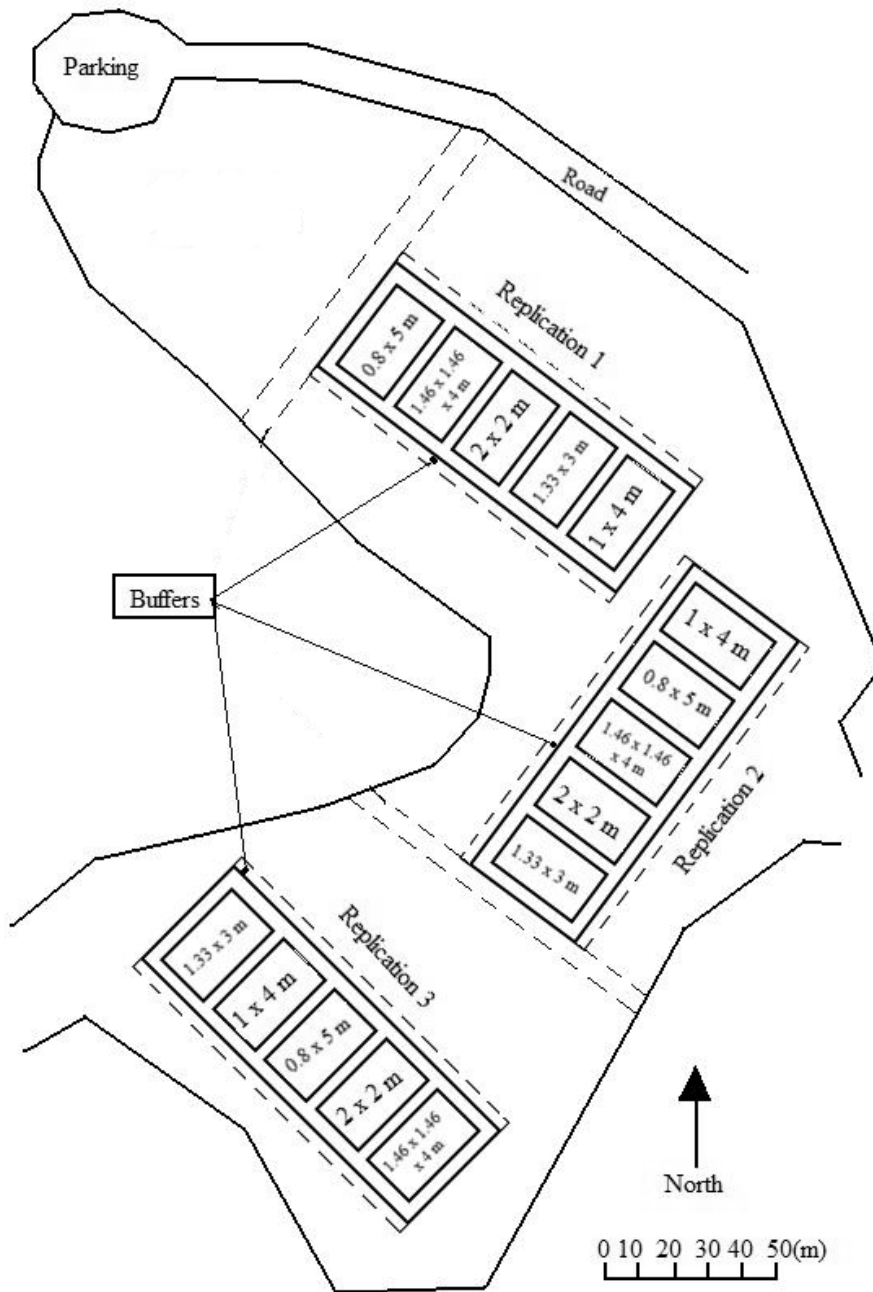 Parking
Road
Replication 1
0.8 x 5 m
1.46 x 1.46
x 4 m
2 x 2 m
1.33 x 3 m
1 x 4 m
Buffers
1 x 4 m
0.8 x 5 m
1.46 x 1.46
x 4 m
2 x 2 m
1.33 x 3 m
Replication 2
Replication 3
1.33 x 3 m
1 x 4 m
0.8 x 5 m
2 x 2 m
1.46 x 1.46
x 4 m
North
0 10 20 30 40 50(m)